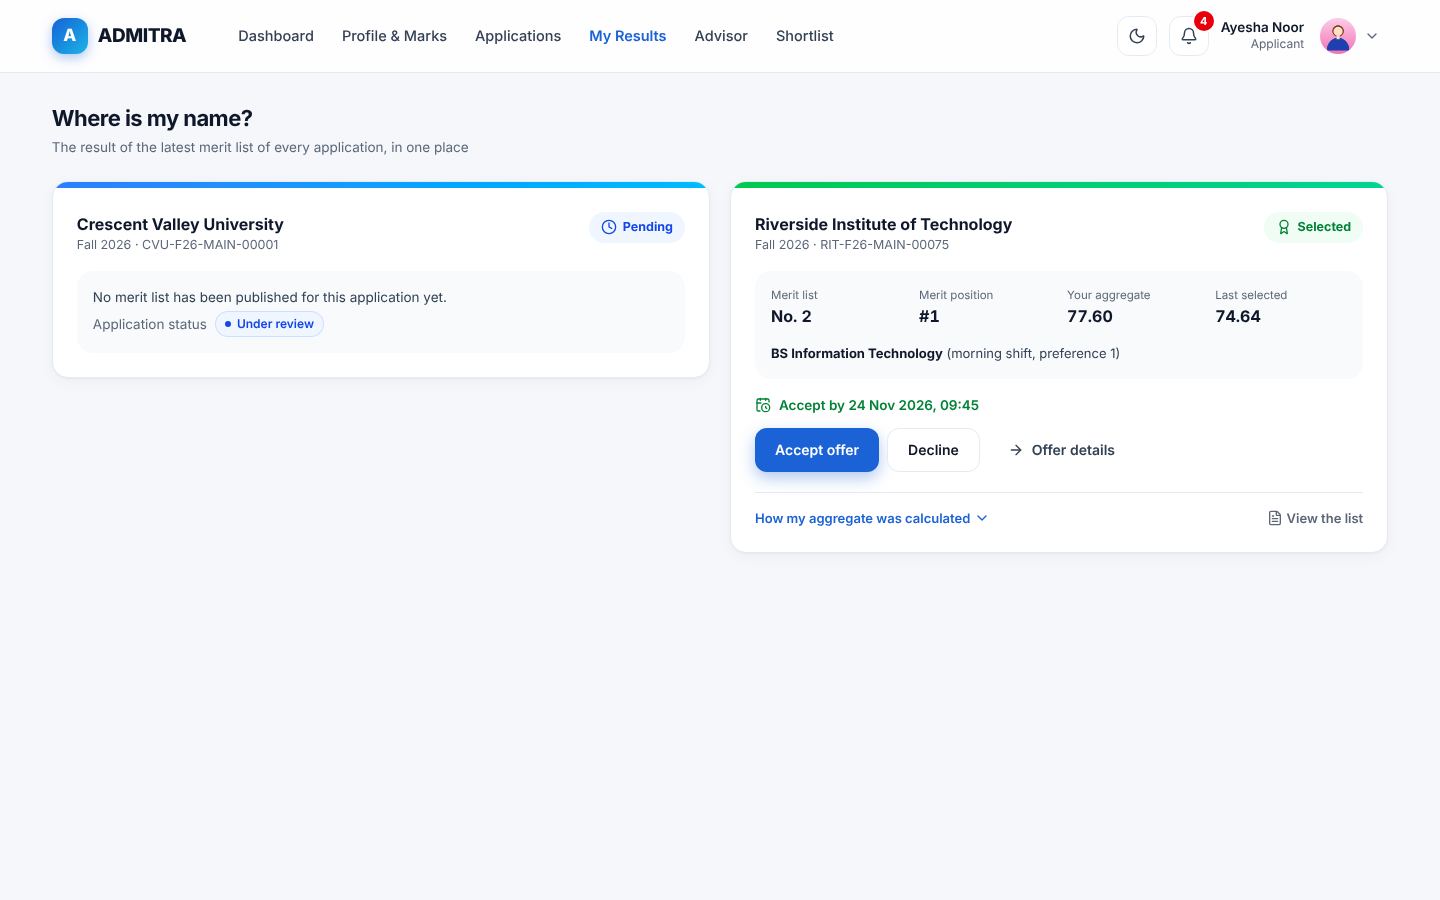 A ADMITRA Dashboard Profile & Marks Applications My Results Advisor Shortlist 4 Ayesha Noor
Applicant
Where is my name?
The result of the latest merit list of every application, in one place
Crescent Valley University
Fall 2026 · CVU-F26-MAIN-00001
Pending
No merit list has been published for this application yet.
Application status Under review
Riverside Institute of Technology
Fall 2026 · RIT-F26-MAIN-00075
Selected
Merit list Merit position Your aggregate Last selected
No. 2 #1 77.60 74.64
BS Information Technology (morning shift, preference 1)
Accept by 24 Nov 2026, 09:45
Accept offer Decline Offer details
How my aggregate was calculated View the list